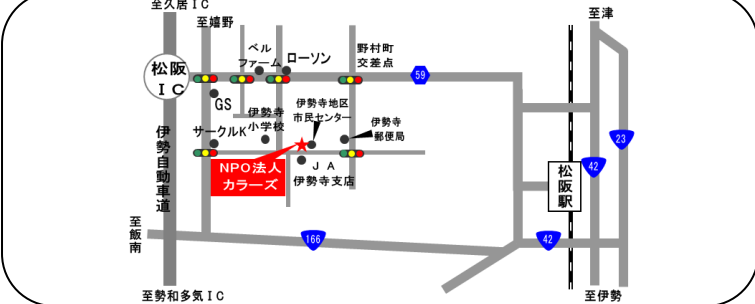 至久居IC
至嬉野
至津
ベル
ファーム
ローソン
野村町
交差点
松阪
IC
59
GS
伊勢寺
小学校
伊勢寺地区
市民センター
伊勢寺
郵便局
サークルK
23
伊勢自動車道
NPO法人
カラーズ
JA
伊勢寺支店
松阪駅
42
至飯南
166
42
至勢和多気IC
至伊勢